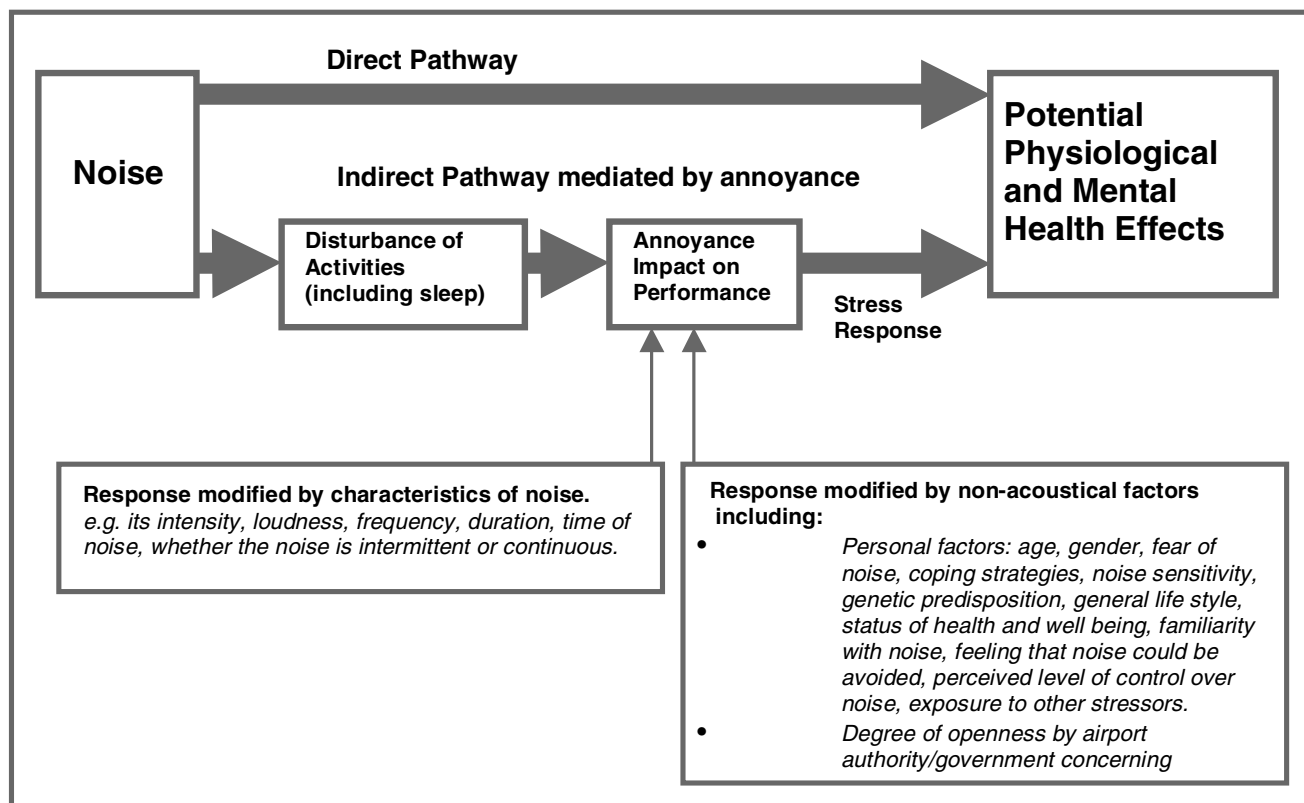 Direct Pathway
Noise
Potential
Physiological
and Mental
Health Effects
Indirect Pathway mediated by annoyance
Disturbance of
Activities
(including sleep)
Annoyance
Impact on
Performance
Stress
Response
Response modified by characteristics of noise.
e.g. its intensity, loudness, frequency, duration, time of
noise, whether the noise is intermittent or continuous.
Response modified by non-acoustical factors
including:
• Personal factors: age, gender, fear of
noise, coping strategies, noise sensitivity,
genetic predisposition, general life style,
status of health and well being, familiarity
with noise, feeling that noise could be
avoided, perceived level of control over
noise, exposure to other stressors.
• Degree of openness by airport
authority/government concerning